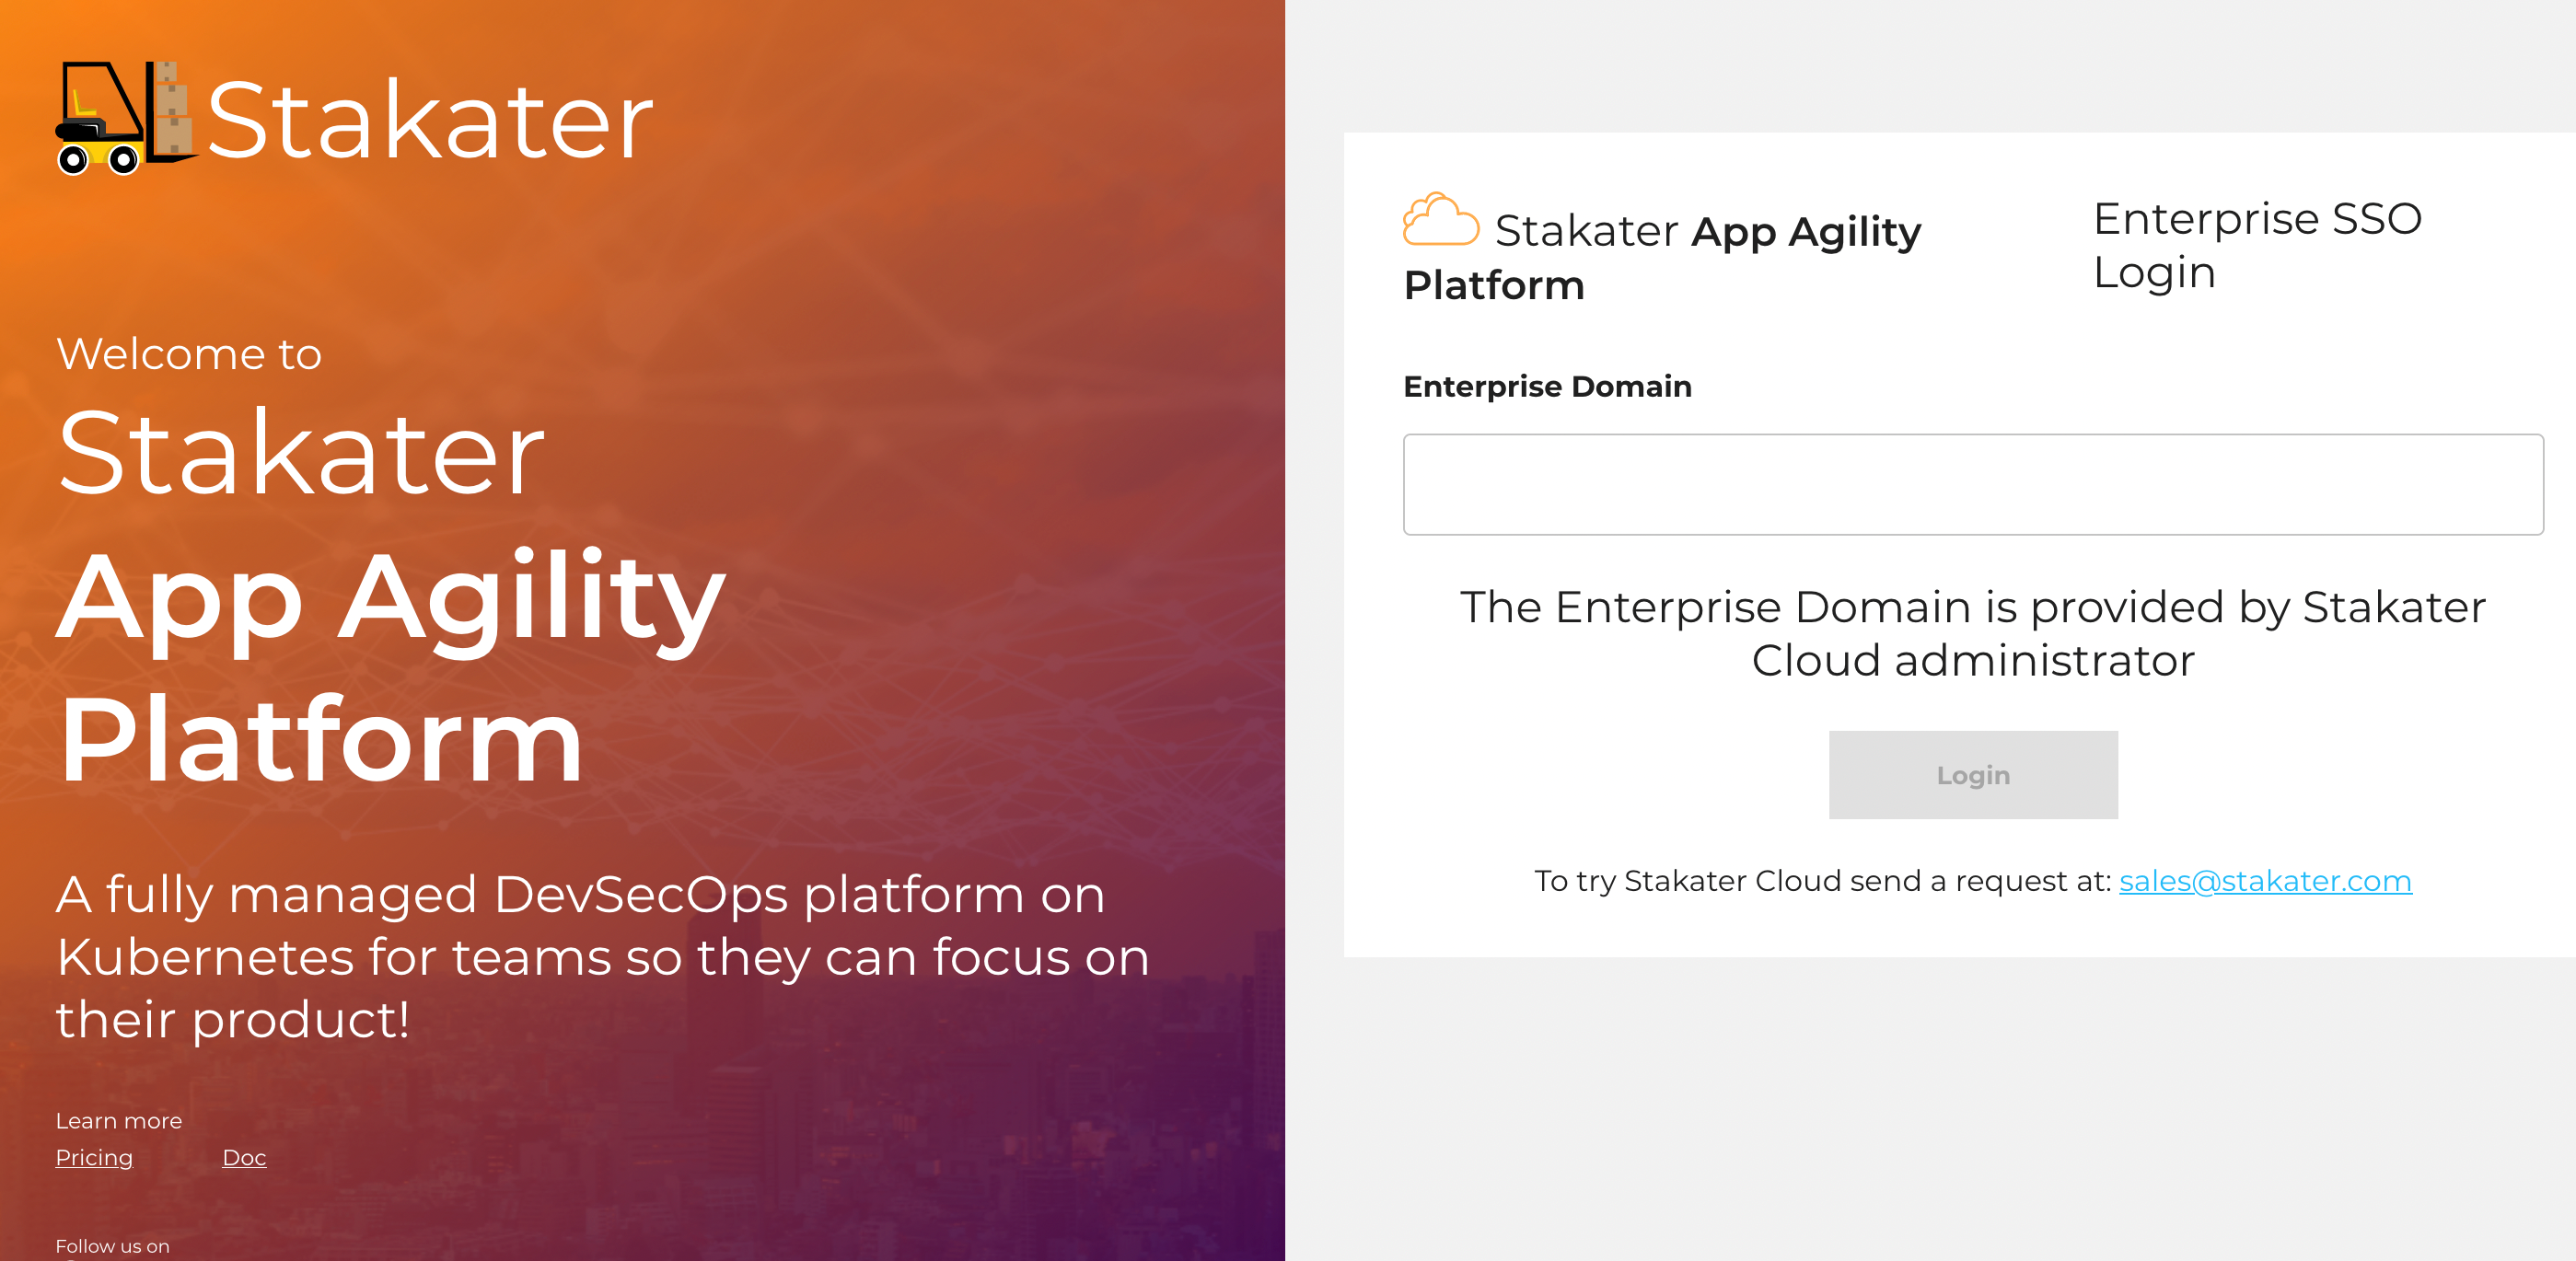 Stakater
Welcome to
Stakater
App Agility
Platform
A fully managed DevSecOps platform on
Kubernetes for teams so they can focus on
their product!
Learn more
Pricing Doc
Follow us on
Stakater App Agility
Platform
Enterprise SSO
Login
Enterprise Domain
The Enterprise Domain is provided by Stakater
Cloud administrator
Login
To try Stakater Cloud send a request at: sales@stakater.com